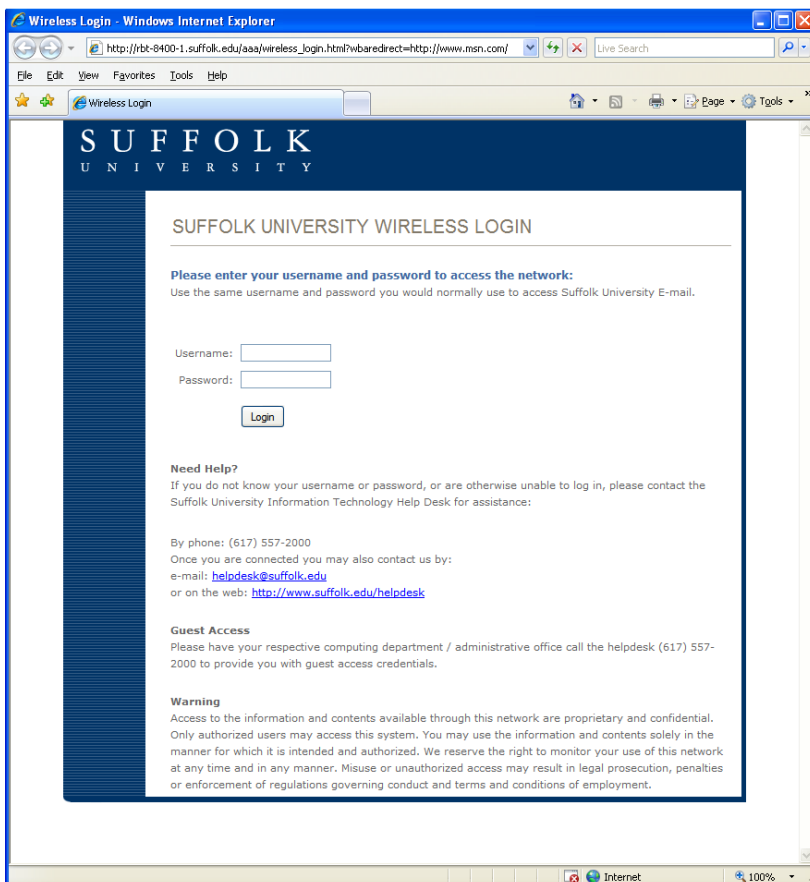 Wireless Login - Windows Internet Explorer
http://rbt-8400-1.suffolk.edu/aaa/wireless_login.html?wbaredirect=http://www.msn.com/
Live Search
File Edit View Favorites Tools Help
Wireless Login
Page
Tools
»
SUFFOLK
UNIVERSITY
SUFFOLK UNIVERSITY WIRELESS LOGIN
Please enter your username and password to access the network:
Use the same username and password you would normally use to access Suffolk University E-mail.
Username:
Password:
Login
Need Help?
If you do not know your username or password, or are otherwise unable to log in, please contact the
Suffolk University Information Technology Help Desk for assistance:
By phone: (617) 557-2000
Once you are connected you may also contact us by:
e-mail: helpdesk@suffolk.edu
or on the web: http://www.suffolk.edu/helpdesk
Guest Access
Please have your respective computing department / administrative office call the helpdesk (617) 557-
2000 to provide you with guest access credentials.
Warning
Access to the information and contents available through this network are proprietary and confidential.
Only authorized users may access this system. You may use the information and contents solely in the
manner for which it is intended and authorized. We reserve the right to monitor your use of this network
at any time and in any manner. Misuse or unauthorized access may result in legal prosecution, penalties
or enforcement of regulations governing conduct and terms and conditions of employment.
Internet
100%